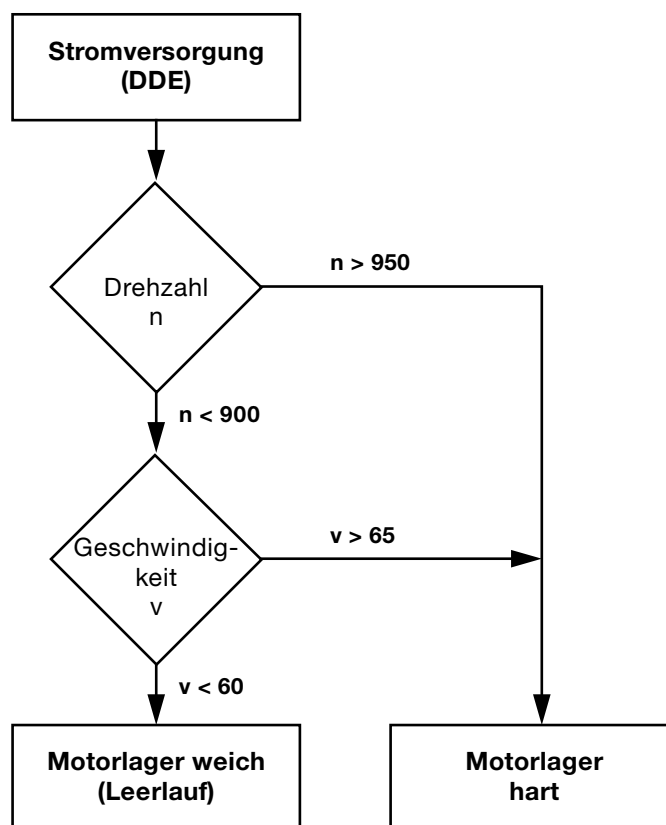 Stromversorgung
(DDE)
n > 950
Drehzahl
n
n < 900
v > 65
Geschwindig-
keit
v
v < 60
Motorlager weich
(Leerlauf)
Motorlager
hart